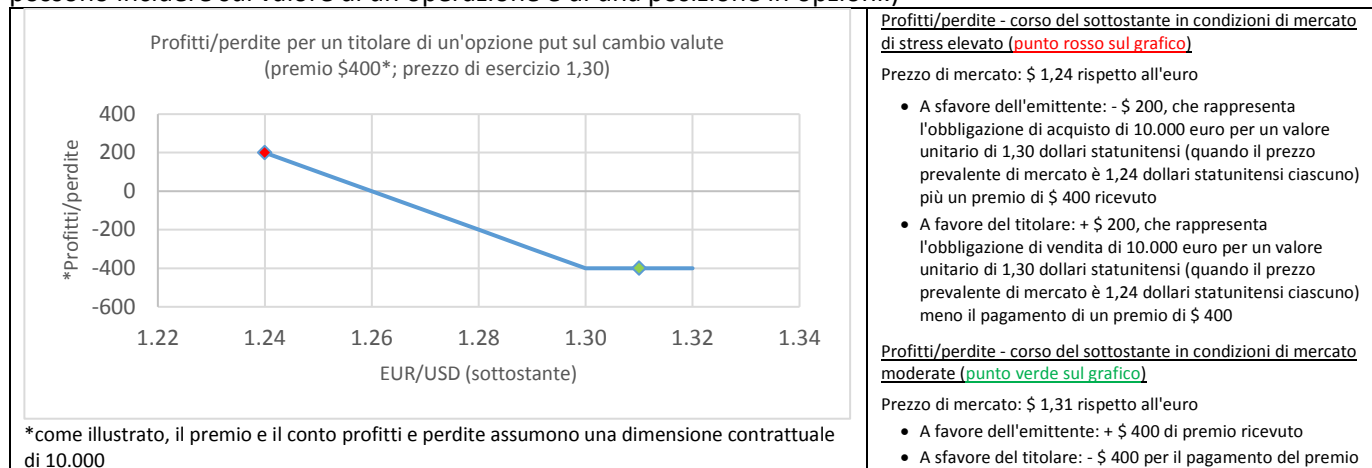 possono incidere sul valore di un'operazione e di una posizione in opzioni.)
Profitti/perdite per un titolare di un'opzione put sul cambio valute
(premio $400*; prezzo di esercizio 1,30)
*Profitti/perdite
400
200
0
-200
-400
-600
1.22 1.24 1.26 1.28 1.30 1.32 1.34
EUR/USD (sottostante)
*come illustrato, il premio e il conto profitti e perdite assumono una dimensione contrattuale
di 10.000
Profitti/perdite - corso del sottostante in condizioni di mercato
di stress elevato (punto rosso sul grafico)
Prezzo di mercato: $ 1,24 rispetto all'euro
• A sfavore dell'emittente: - $ 200, che rappresenta
l'obbligazione di acquisto di 10.000 euro per un valore
unitario di 1,30 dollari statunitensi (quando il prezzo
prevalente di mercato è 1,24 dollari statunitensi ciascuno)
più un premio di $ 400 ricevuto
• A favore del titolare: + $ 200, che rappresenta
l'obbligazione di vendita di 10.000 euro per un valore
unitario di 1,30 dollari statunitensi (quando il prezzo
prevalente di mercato è 1,24 dollari statunitensi ciascuno)
meno il pagamento di un premio di $ 400
Profitti/perdite - corso del sottostante in condizioni di mercato
moderate (punto verde sul grafico)
Prezzo di mercato: $ 1,31 rispetto all'euro
• A favore dell'emittente: + $ 400 di premio ricevuto
• A sfavore del titolare: - $ 400 per il pagamento del premio